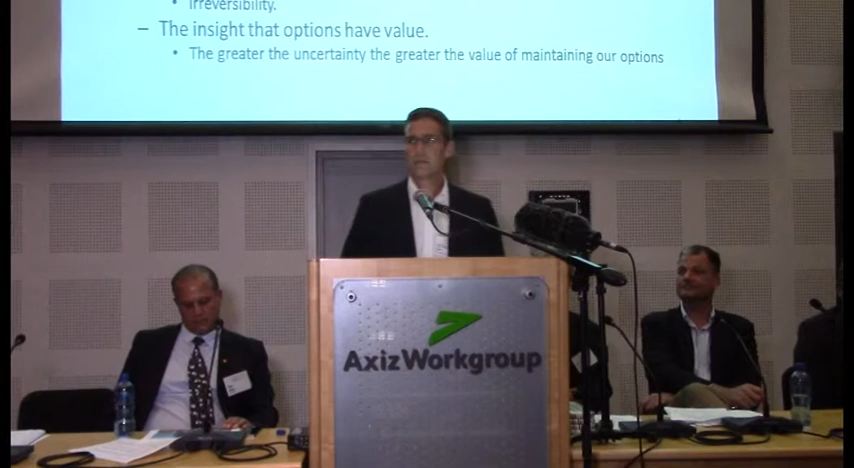 • Irreversibility.
– The insight that options have value.
• The greater the uncertainty the greater the value of maintaining our options
AxizWorkgroup